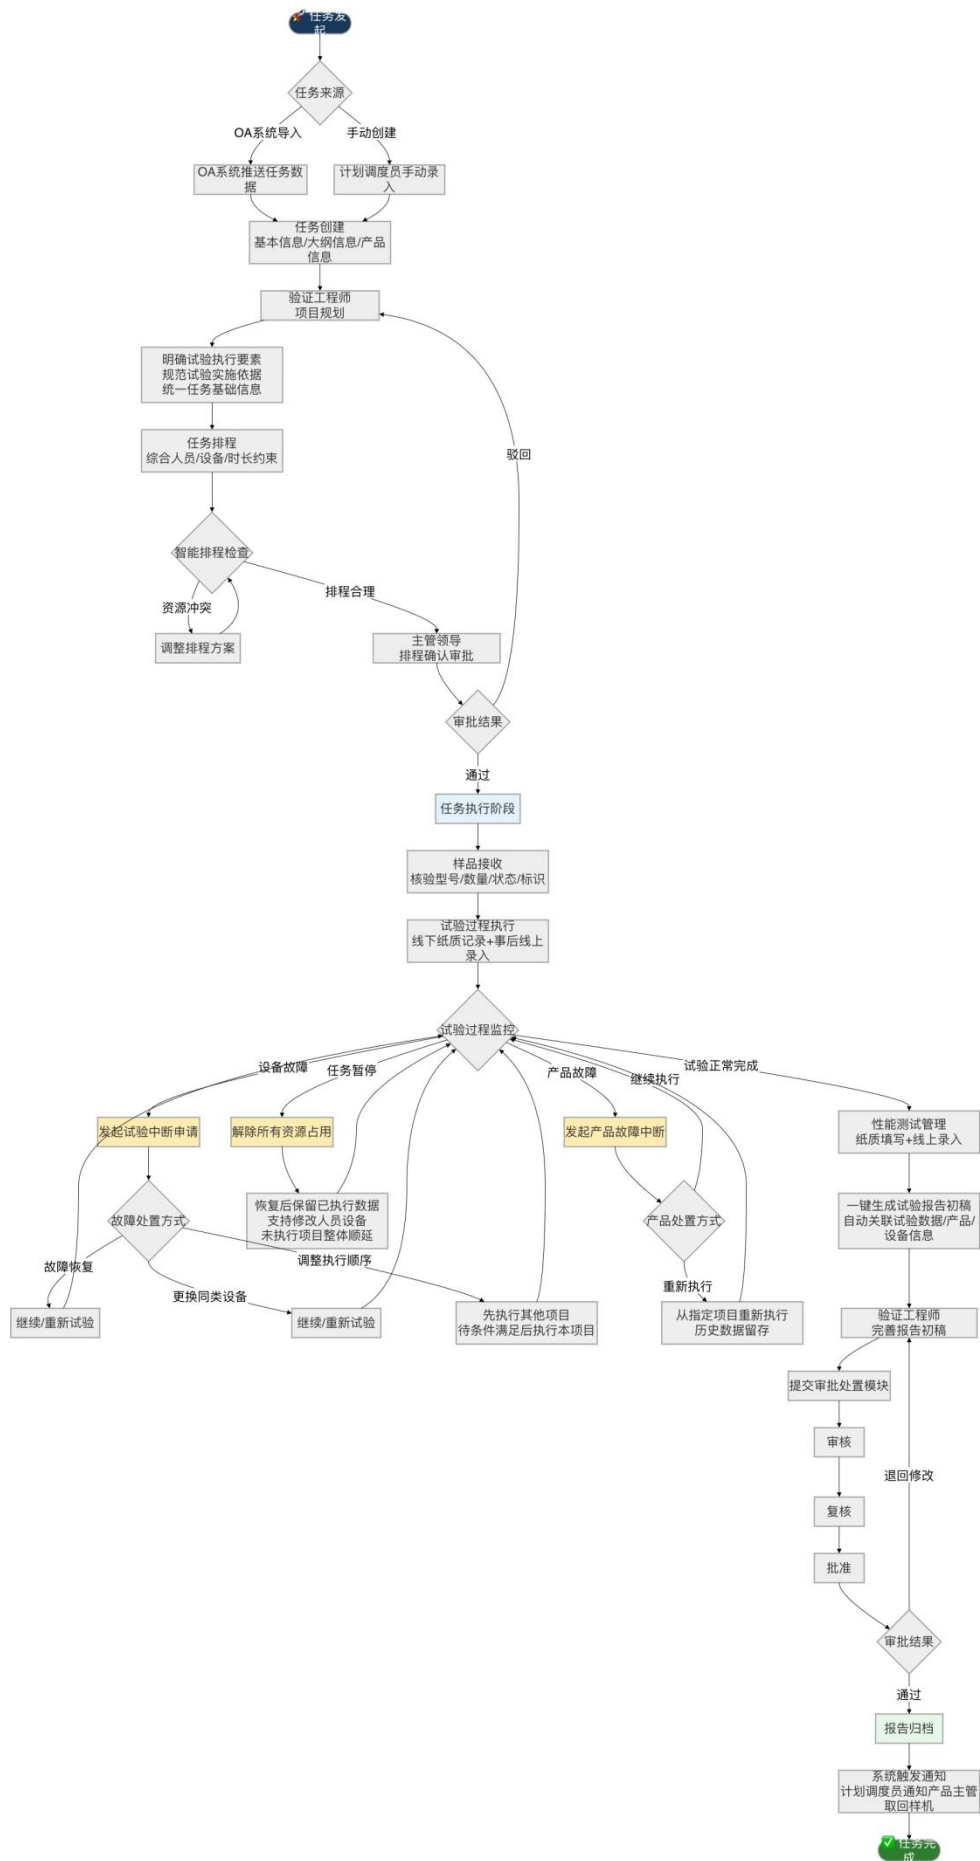 🚀 任务发
起
任务来源
OA系统导入
手动创建
OA系统推送任务数
据
计划调度员手动录
入
任务创建
基本信息/大纲信息/产品
信息
验证工程师
项目规划
明确试验执行要素
规范试验实施依据
统一任务基础信息
任务排程
综合人员/设备/时长约束
驳回
智能排程检查
排程合理
资源冲突
调整排程方案
主管领导
排程确认审批
审批结果
通过
任务执行阶段
样品接收
核验型号/数量/状态/标识
试验过程执行
线下纸质记录+事后线上
录入
试验过程监控
设备故障
任务暂停
产品故障
继续执行
试验正常完成
发起试验中断申请
解除所有资源占用
发起产品故障中断
性能测试管理
纸质填写+线上录入
故障处置方式
恢复后保留已执行数据
支持修改人员设备
未执行项目整体顺延
产品处置方式
一键生成试验报告初稿
自动关联试验数据/产品/
设备信息
故障恢复
更换同类设备
调整执行顺序
重新执行
继续/重新试验
继续/重新试验
先执行其他项目
待条件满足后执行本项目
从指定项目重新执行
历史数据留存
验证工程师
完善报告初稿
提交审批处置模块
审核
退回修改
复核
批准
审批结果
通过
报告归档
系统触发通知
计划调度员通知产品主管
取回样机
✅ 任务完
成